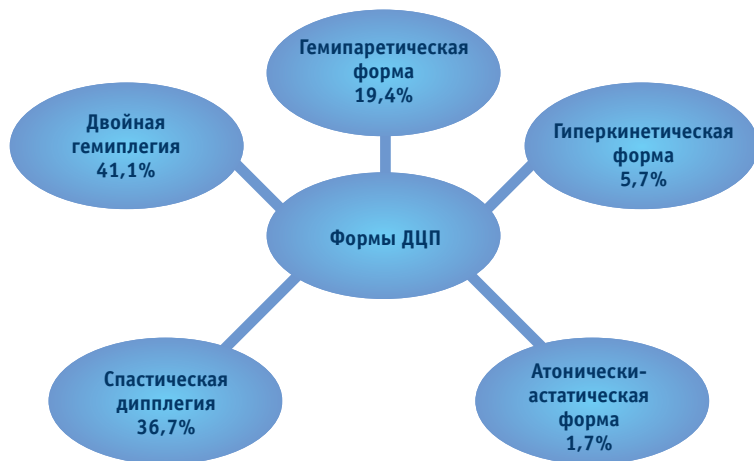 Гемипаретическая
форма
19,4%
Двойная
гемиплегия
41,1%
Гиперкинетическая
форма
5,7%
Формы ДЦП
Спастическая
дипплегия
36,7%
Атонически-
астатическая
форма
1,7%